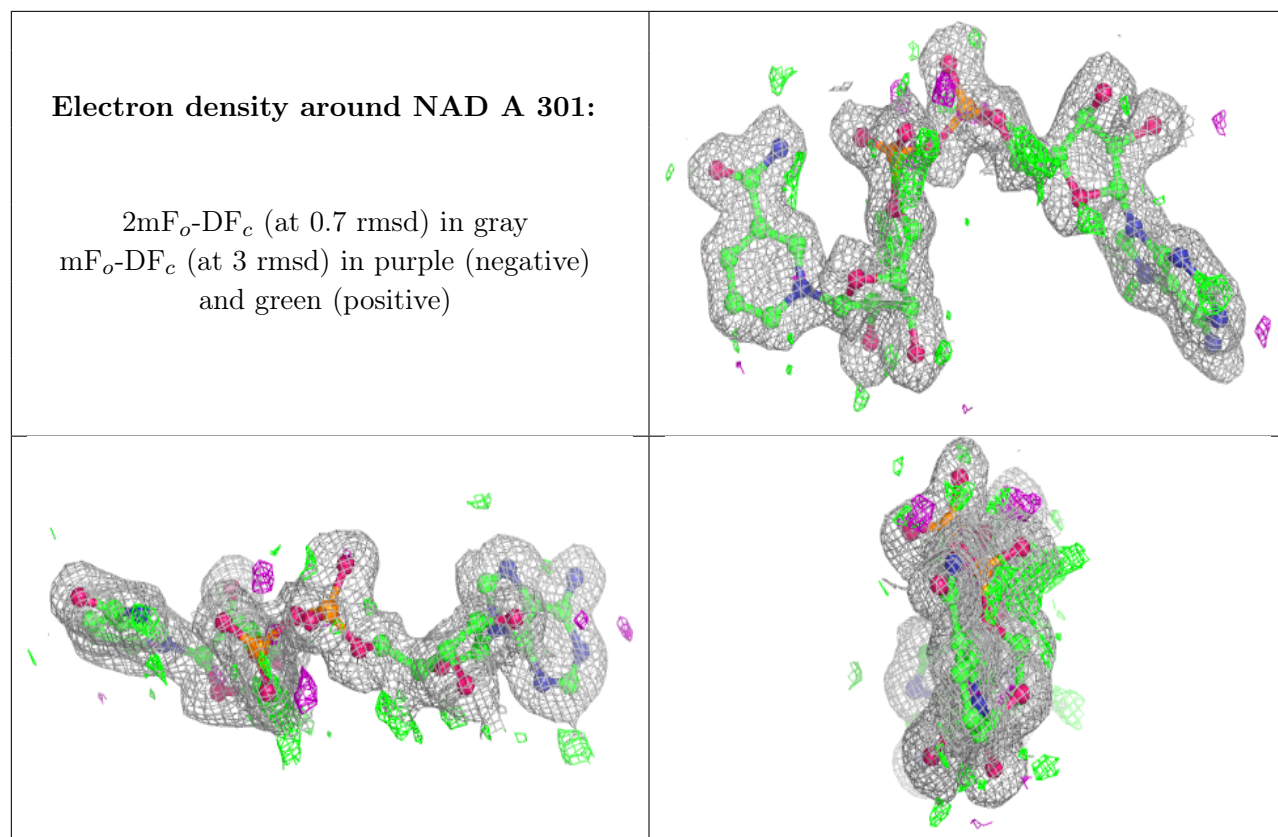 Electron density around NAD A 301:
2mFₒ-DF𝒸 (at 0.7 rmsd) in gray
mFₒ-DF𝒸 (at 3 rmsd) in purple (negative)
and green (positive)